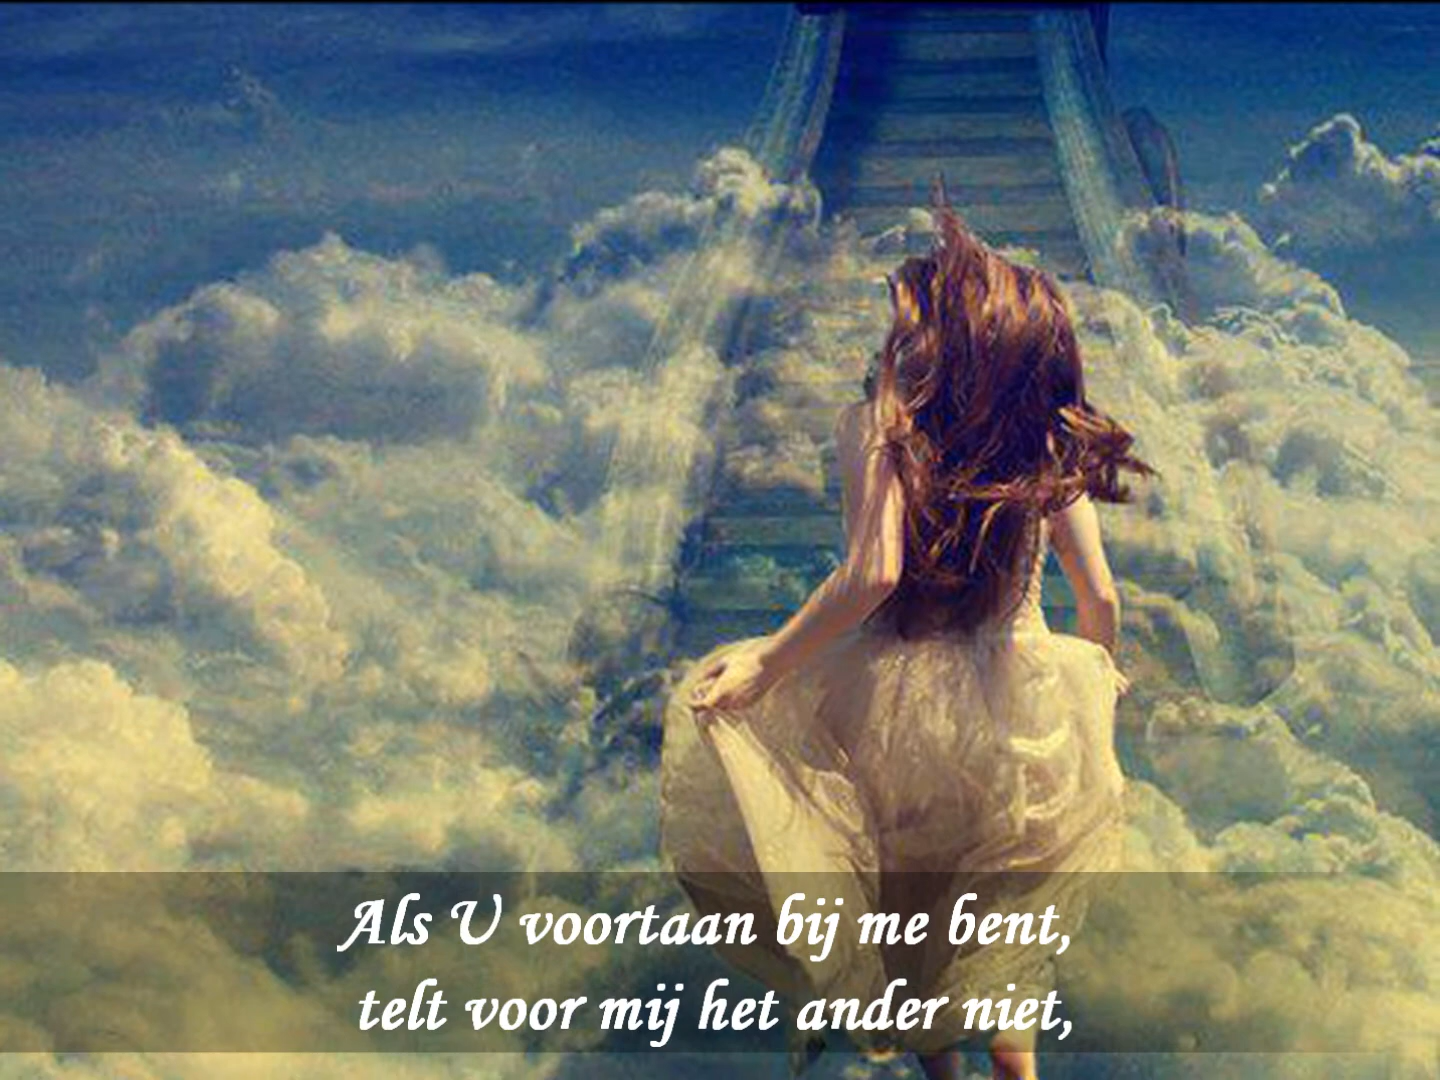 Als U voortaan bij me bent,
telt voor mij het ander niet,